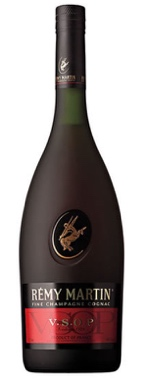 RÉMY MARTIN
FINE CHAMPAGNE COGNAC
V.S.O.P